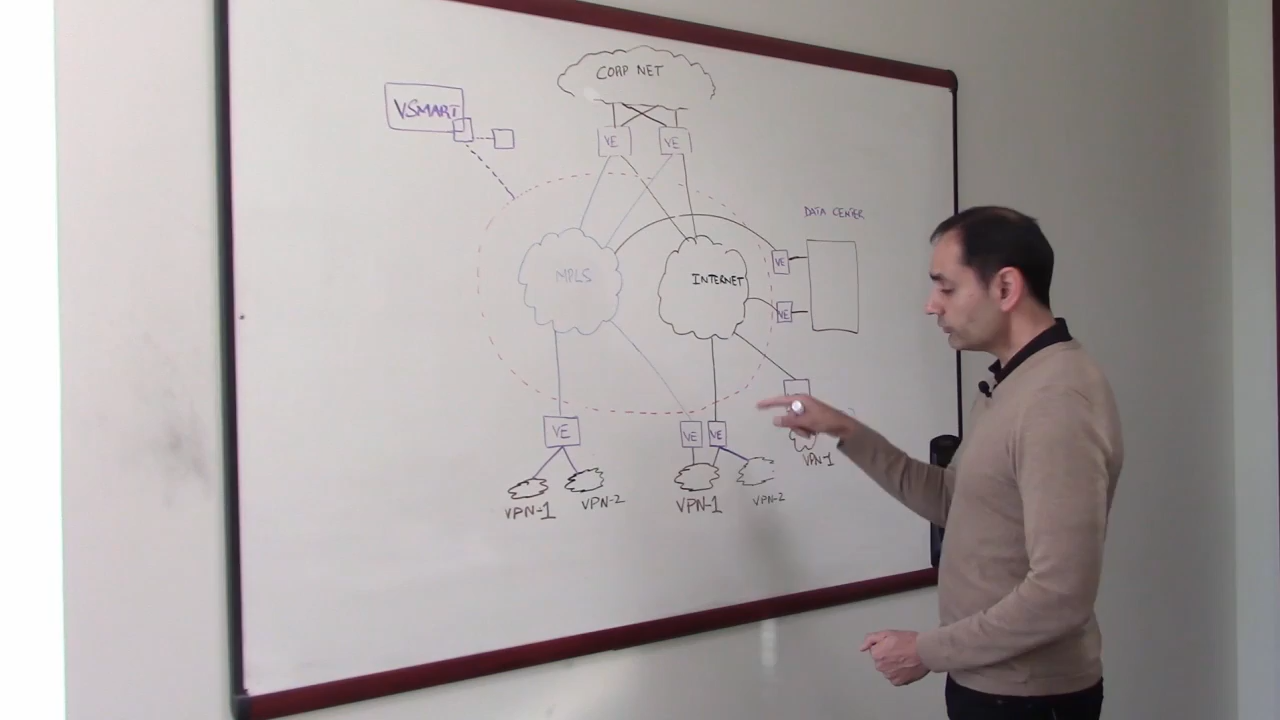 CORP NET
VSMART
VE
VE
DATA CENTER
VE
MPLS
INTERNET
VE
VE
VE
VE
VPN-1
VPN-1
VPN-2
VPN-1
VPN-2